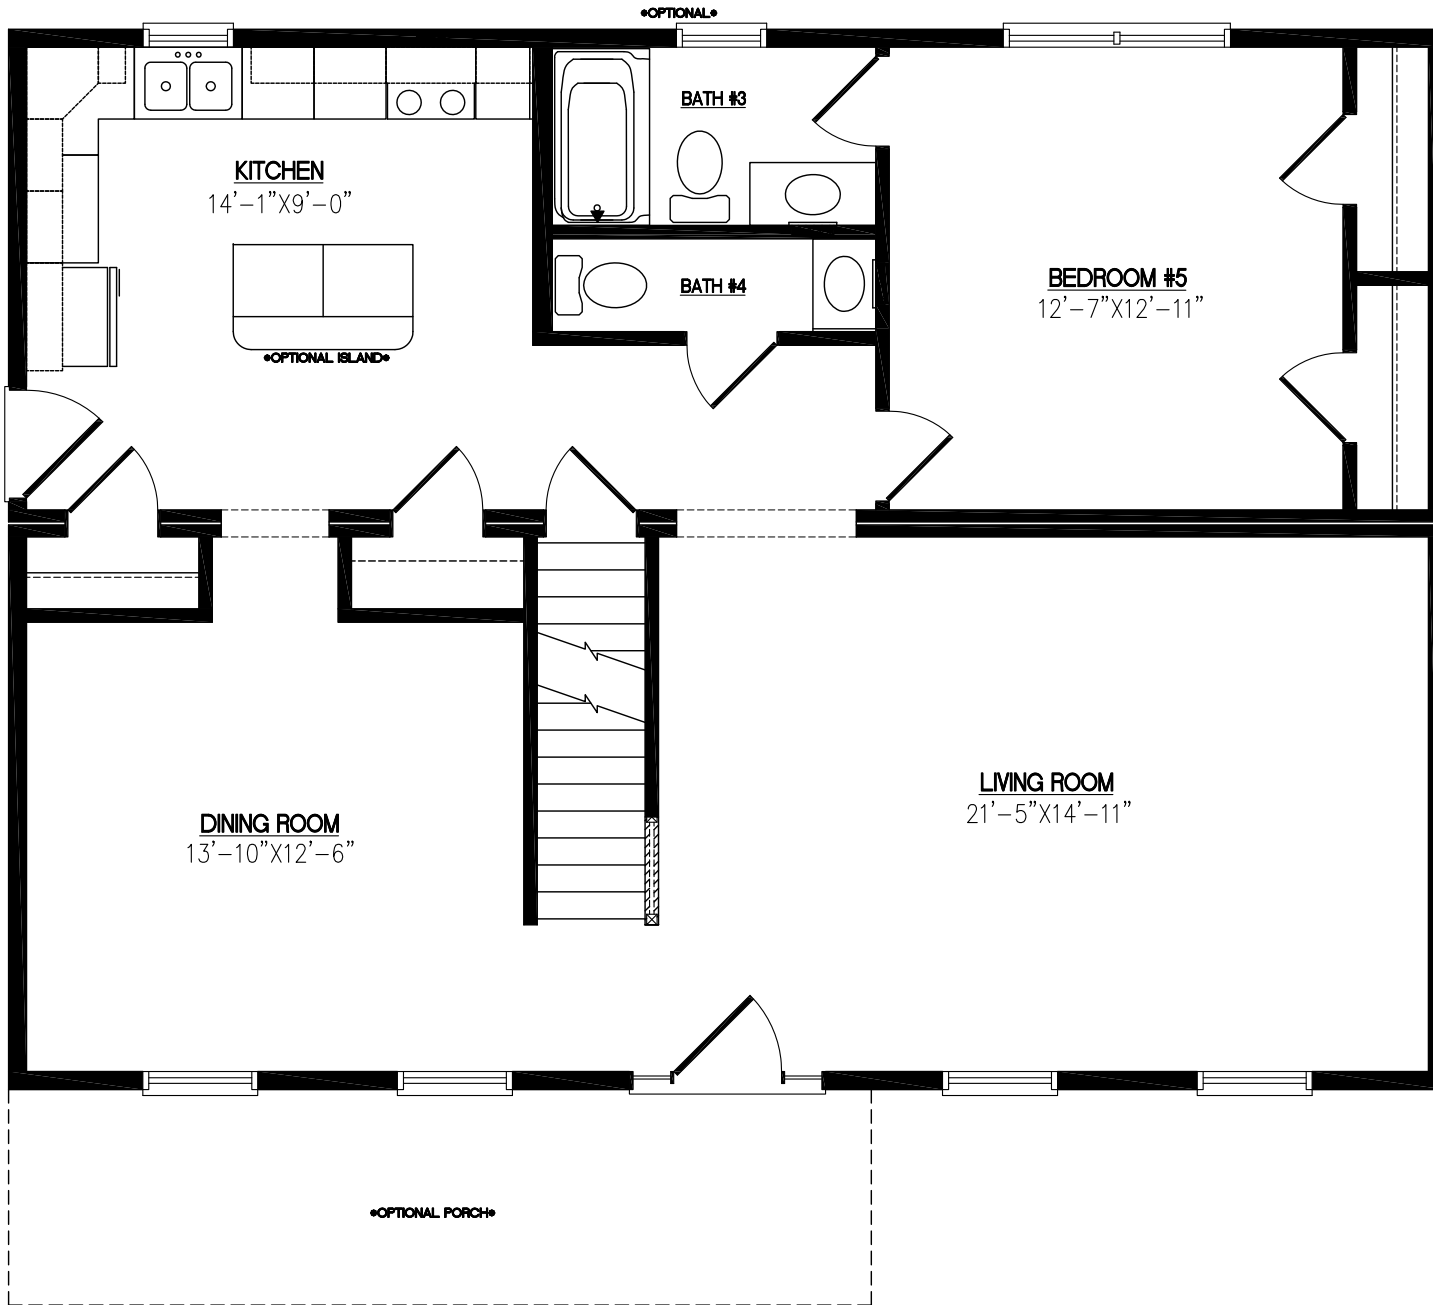 *OPTIONAL*
BATH #3
KITCHEN
14'-1"X9'-0"
BATH #4
BEDROOM #5
12'-7"X12'-11"
*OPTIONAL ISLAND*
LIVING ROOM
21'-5"X14'-11"
DINING ROOM
13'-10"X12'-6"
*OPTIONAL PORCH*